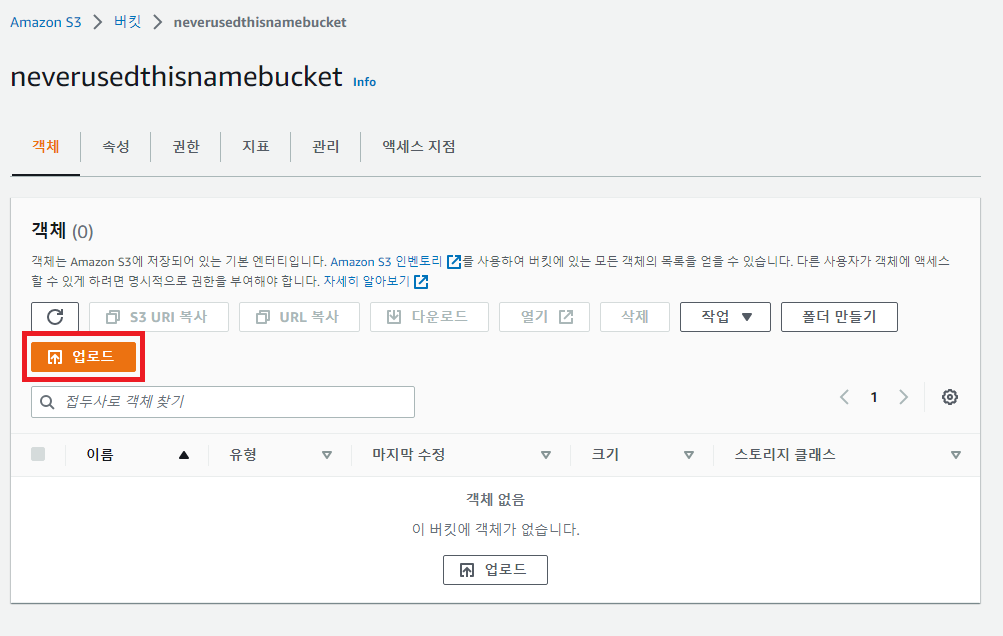 Amazon S3 > 버킷 > neverusedthisnamebucket
neverusedthisnamebucket Info
객체 속성 권한 지표 관리 액세스 지점
객체 (0)
객체는 Amazon S3에 저장되어 있는 기본 엔터티입니다. Amazon S3 인벤토리 를 사용하여 버킷에 있는 모든 객체의 목록을 얻을 수 있습니다. 다른 사용자가 객체에 액세스
할 수 있게 하려면 명시적으로 권한을 부여해야 합니다. 자세히 알아보기
S3 URI 복사 URL 복사 다운로드 열기 삭제 작업 폴더 만들기
업로드
접두사로 객체 찾기 1
이름 유형 마지막 수정 크기 스토리지 클래스
객체 없음
이 버킷에 객체가 없습니다.
업로드